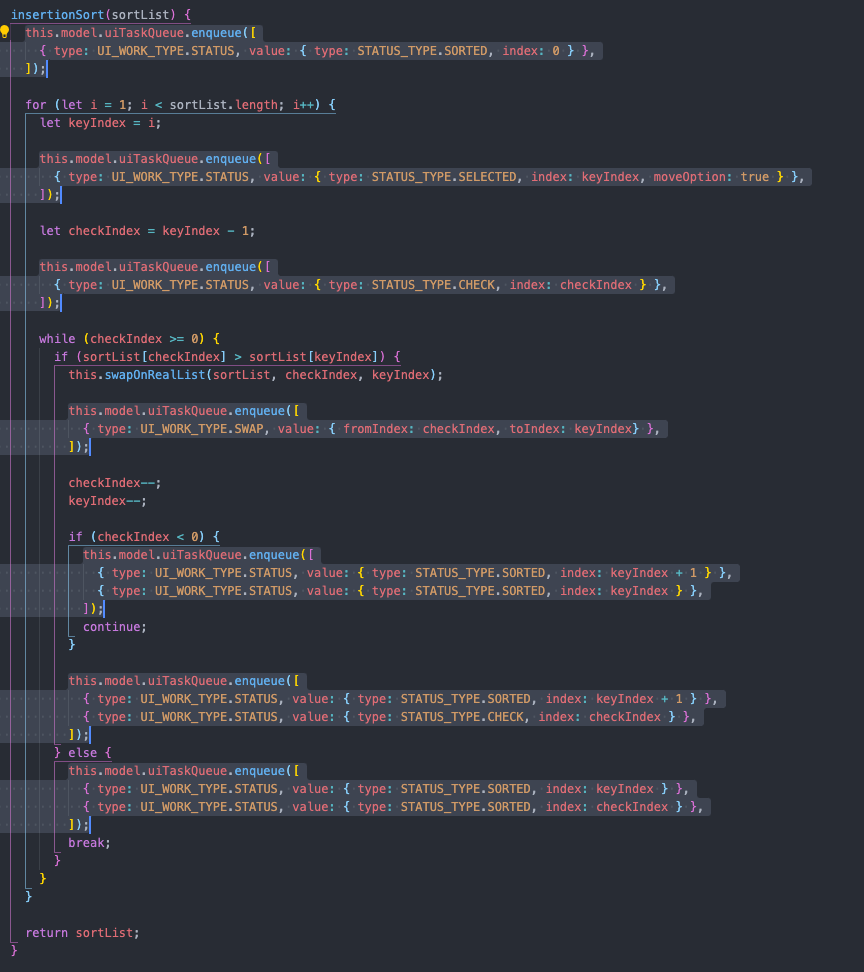 insertionSort(sortList) {
  this.model.uiTaskQueue.enqueue([
    { type: UI_WORK_TYPE.STATUS, value: { type: STATUS_TYPE.SORTED, index: 0 } },
  ]);

  for (let i = 1; i < sortList.length; i++) {
    let keyIndex = i;

    this.model.uiTaskQueue.enqueue([
      { type: UI_WORK_TYPE.STATUS, value: { type: STATUS_TYPE.SELECTED, index: keyIndex, moveOption: true } },
    ]);

    let checkIndex = keyIndex - 1;

    this.model.uiTaskQueue.enqueue([
      { type: UI_WORK_TYPE.STATUS, value: { type: STATUS_TYPE.CHECK, index: checkIndex } },
    ]);

    while (checkIndex >= 0) {
      if (sortList[checkIndex] > sortList[keyIndex]) {
        this.swapOnRealList(sortList, checkIndex, keyIndex);

        this.model.uiTaskQueue.enqueue([
          { type: UI_WORK_TYPE.SWAP, value: { fromIndex: checkIndex, toIndex: keyIndex} },
        ]);

        checkIndex--;
        keyIndex--;

        if (checkIndex < 0) {
          this.model.uiTaskQueue.enqueue([
            { type: UI_WORK_TYPE.STATUS, value: { type: STATUS_TYPE.SORTED, index: keyIndex + 1 } },
            { type: UI_WORK_TYPE.STATUS, value: { type: STATUS_TYPE.SORTED, index: keyIndex } },
          ]);
          continue;
        }

        this.model.uiTaskQueue.enqueue([
          { type: UI_WORK_TYPE.STATUS, value: { type: STATUS_TYPE.SORTED, index: keyIndex + 1 } },
          { type: UI_WORK_TYPE.STATUS, value: { type: STATUS_TYPE.CHECK, index: checkIndex } },
        ]);
      } else {
        this.model.uiTaskQueue.enqueue([
          { type: UI_WORK_TYPE.STATUS, value: { type: STATUS_TYPE.SORTED, index: keyIndex } },
          { type: UI_WORK_TYPE.STATUS, value: { type: STATUS_TYPE.SORTED, index: checkIndex } },
        ]);
        break;
      }
    }
  }

  return sortList;
}